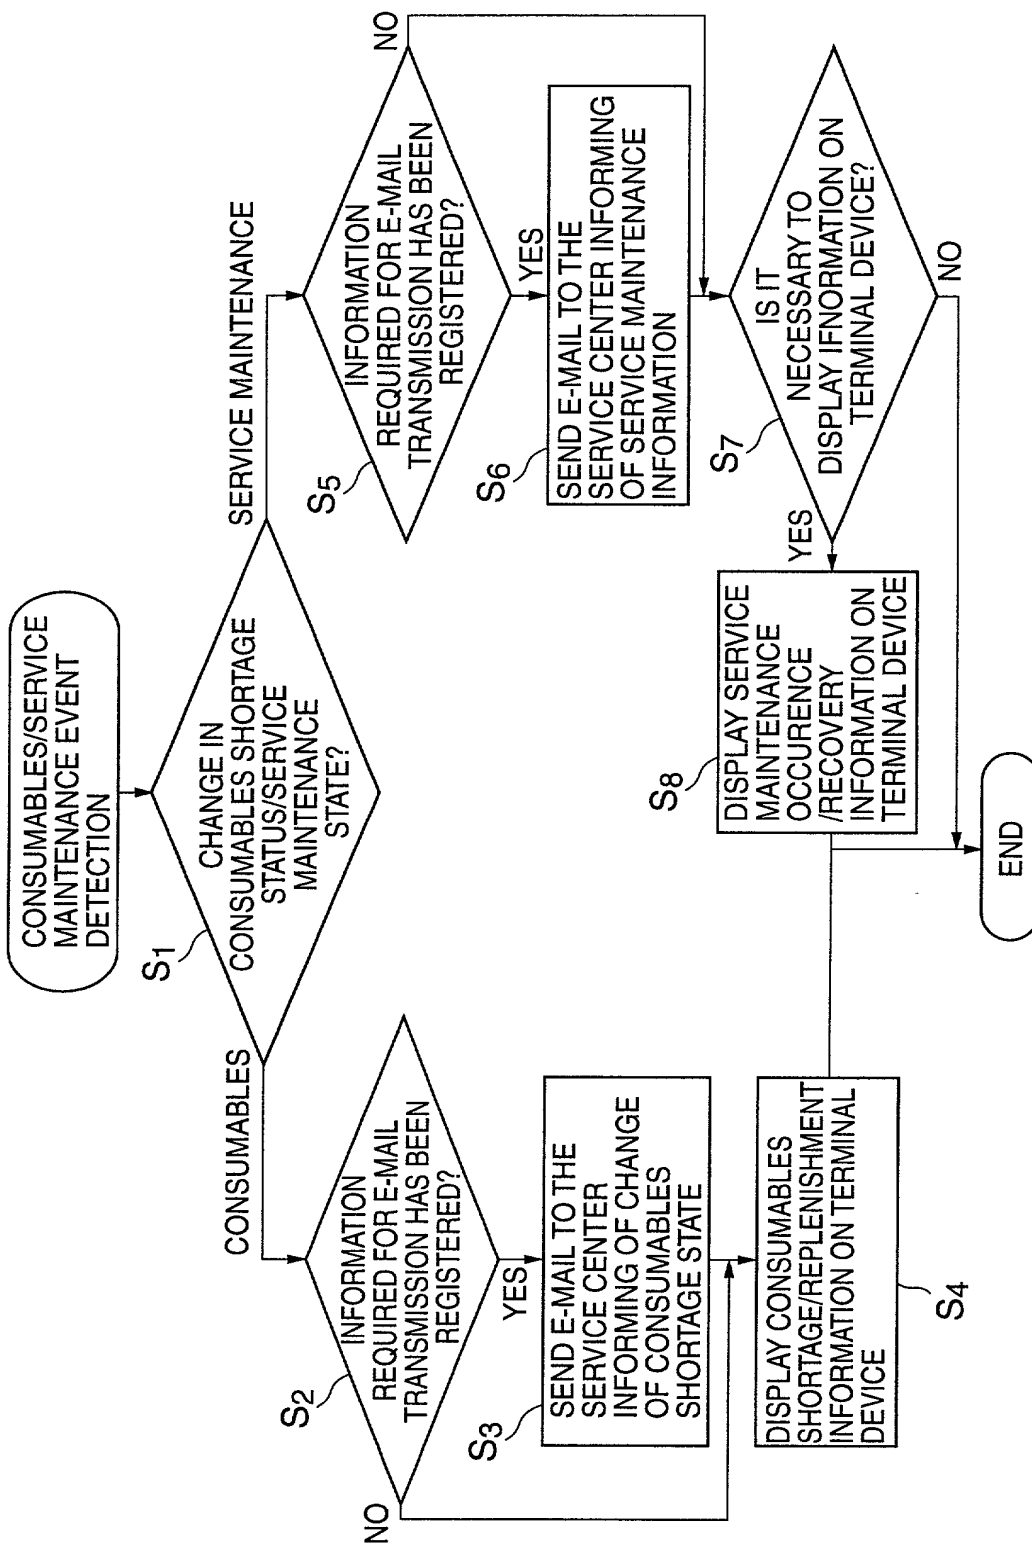 CONSUMABLES/SERVICE
MAINTENANCE EVENT
DETECTION
S1
CHANGE IN
CONSUMABLES SHORTAGE
STATUS/SERVICE
MAINTENANCE
STATE?
CONSUMABLES
SERVICE MAINTENANCE
S2
INFORMATION
REQUIRED FOR E-MAIL
TRANSMISSION HAS BEEN
REGISTERED?
NO
YES
S3
SEND E-MAIL TO THE
SERVICE CENTER
INFORMING OF CHANGE
OF CONSUMABLES
SHORTAGE STATE
DISPLAY CONSUMABLES
SHORTAGE/REPLENISHMENT
INFORMATION ON TERMINAL
DEVICE
S4
S5
INFORMATION
REQUIRED FOR E-MAIL
TRANSMISSION HAS BEEN
REGISTERED?
NO
YES
S6
SEND E-MAIL TO THE
SERVICE CENTER INFORMING
OF SERVICE MAINTENANCE
INFORMATION
S7
IS IT
NECESSARY TO
DISPLAY IFNORMATION ON
TERMINAL DEVICE?
YES
NO
S8
DISPLAY SERVICE
MAINTENANCE
OCCURENCE
/RECOVERY
INFORMATION ON
TERMINAL DEVICE
END